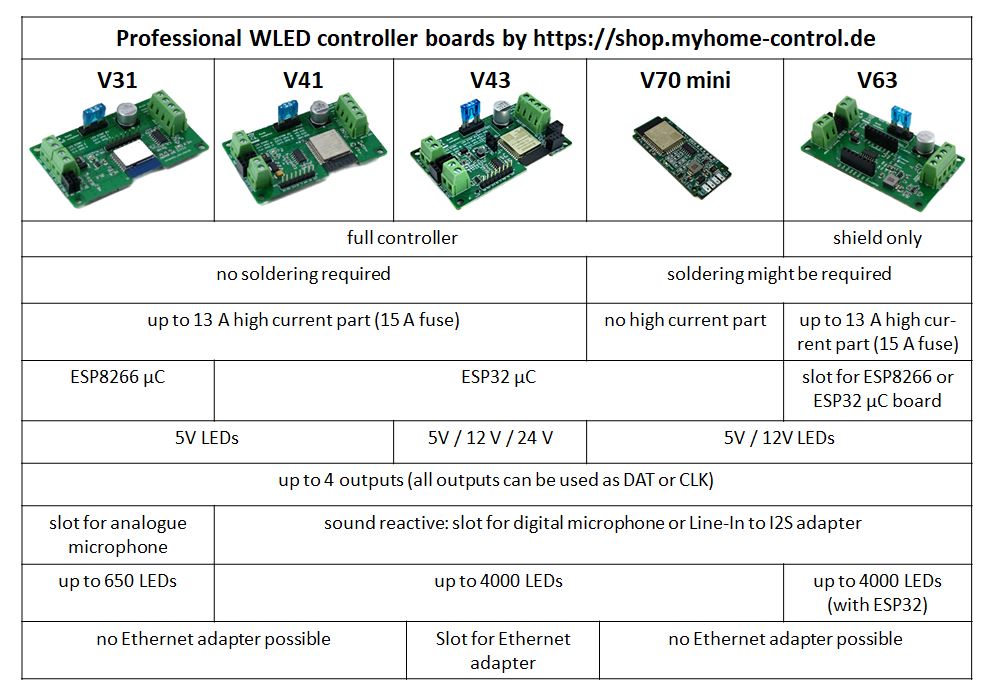 Professional WLED controller boards by https://shop.myhome-control.de
V31
V41
V43
V70 mini
V63
full controller
shield only
no soldering required
soldering might be required
up to 13 A high current part (15 A fuse)
no high current part
up to 13 A high cur-
rent part (15 A fuse)
ESP8266 µC
ESP32 µC
slot for ESP8266 or
ESP32 µC board
5V LEDs
5V / 12 V / 24 V
5V / 12V LEDs
up to 4 outputs (all outputs can be used as DAT or CLK)
slot for analogue
microphone
sound reactive: slot for digital microphone or Line-In to I2S adapter
up to 650 LEDs
up to 4000 LEDs
up to 4000 LEDs
(with ESP32)
no Ethernet adapter possible
Slot for Ethernet
adapter
no Ethernet adapter possible